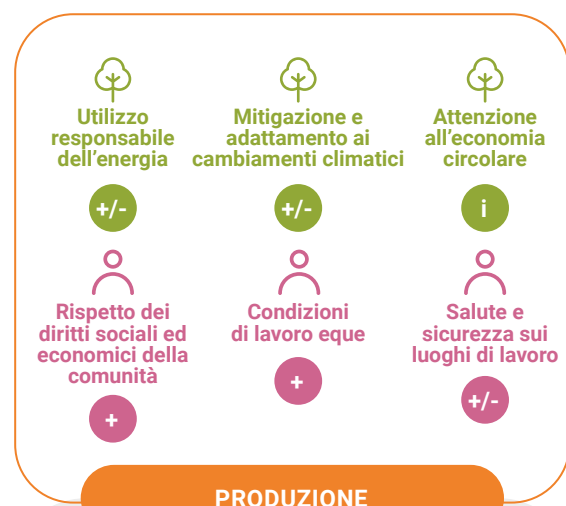 Utilizzo
responsabile
dell'energia
+/-
Mitigazione e
adattamento ai
cambiamenti climatici
+/-
Attenzione
all'economia
circolare
i
Rispetto dei
diritti sociali ed
economici della
comunità
+
Condizioni
di lavoro eque
+
Salute e
sicurezza sui
luoghi di lavoro
+/-
PRODUZIONE